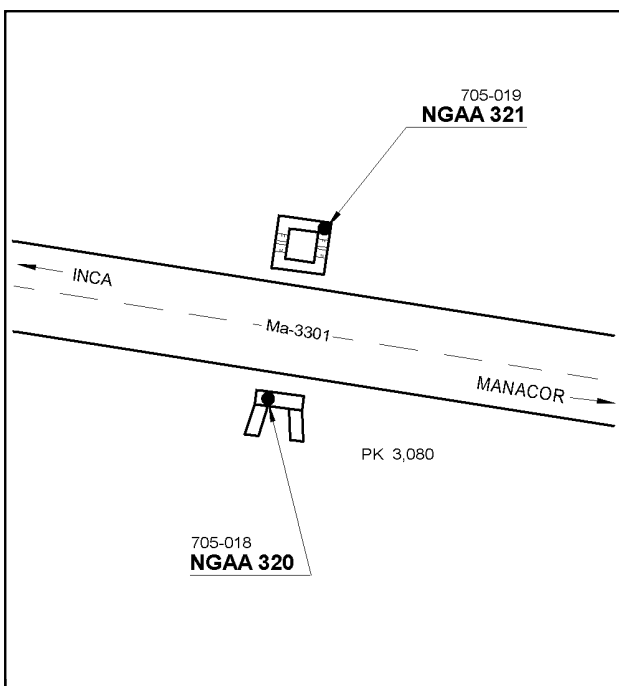 705-019
NGAA 321
INCA
Ma-3301
MANACOR
PK 3,080
705-018
NGAA 320